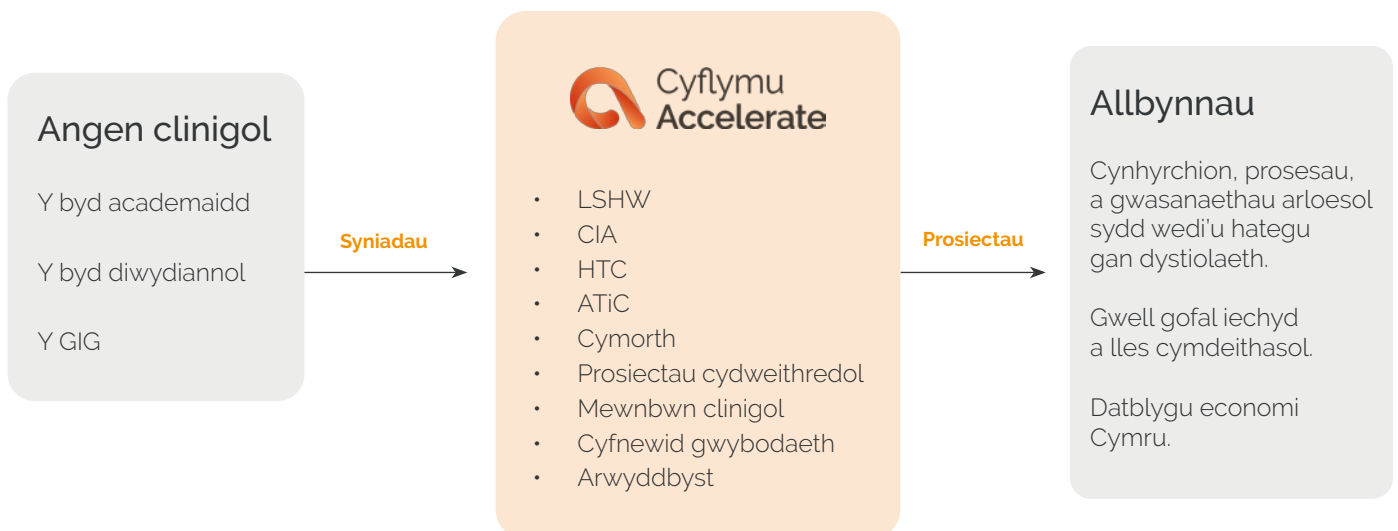 Angen clinigol
Y byd academaidd
Y byd diwydiannol
Y GIG
Syniadau
Cyflymu
Accelerate
• LSHW
• CIA
• HTC
• ATiC
• Cymorth
• Prosiectau cydweithredol
• Mewnbwn clinigol
• Cyfnewid gwybodaeth
• Arwyddbyst
Prosiectau
Allbynnau
Cynhyrchion, prosesau,
a gwasanaethau arloesol
sydd wedi'u hategu
gan dystiolaeth.
Gwell gofal iechyd
a lles cymdeithasol.
Datblygu economi
Cymru.